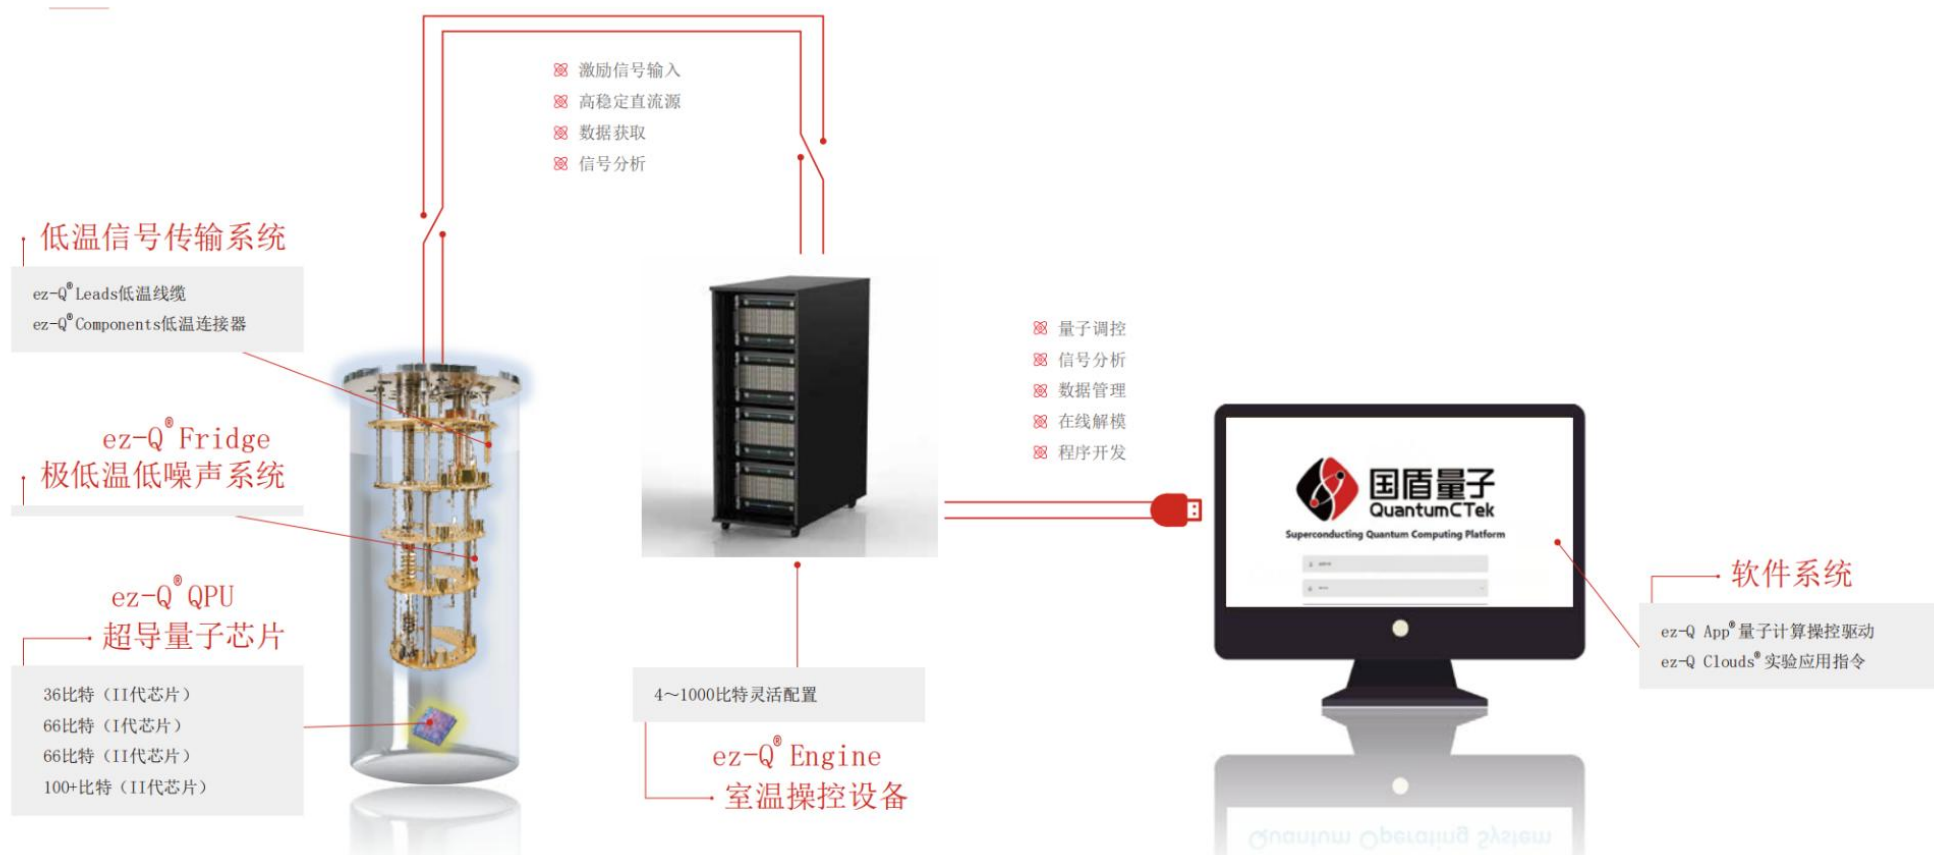 激励信号输入
高稳定直流源
数据获取
信号分析
低温信号传输系统
ez-Q®Leads低温线缆
ez-Q®Components低温连接器
ez-Q®Fridge
极低温低噪声系统
ez-Q®QPU
超导量子芯片
36比特（II代芯片）
66比特（I代芯片）
66比特（II代芯片）
100+比特（II代芯片）
4～1000比特灵活配置
ez-Q®Engine
室温操控设备
量子调控
信号分析
数据管理
在线解模
程序开发
国盾量子
QuantumCTek
Superconducting Quantum Computing Platform
软件系统
ez-Q App®量子计算操控驱动
ez-Q Clouds®实验应用指令
Quantum Operating System